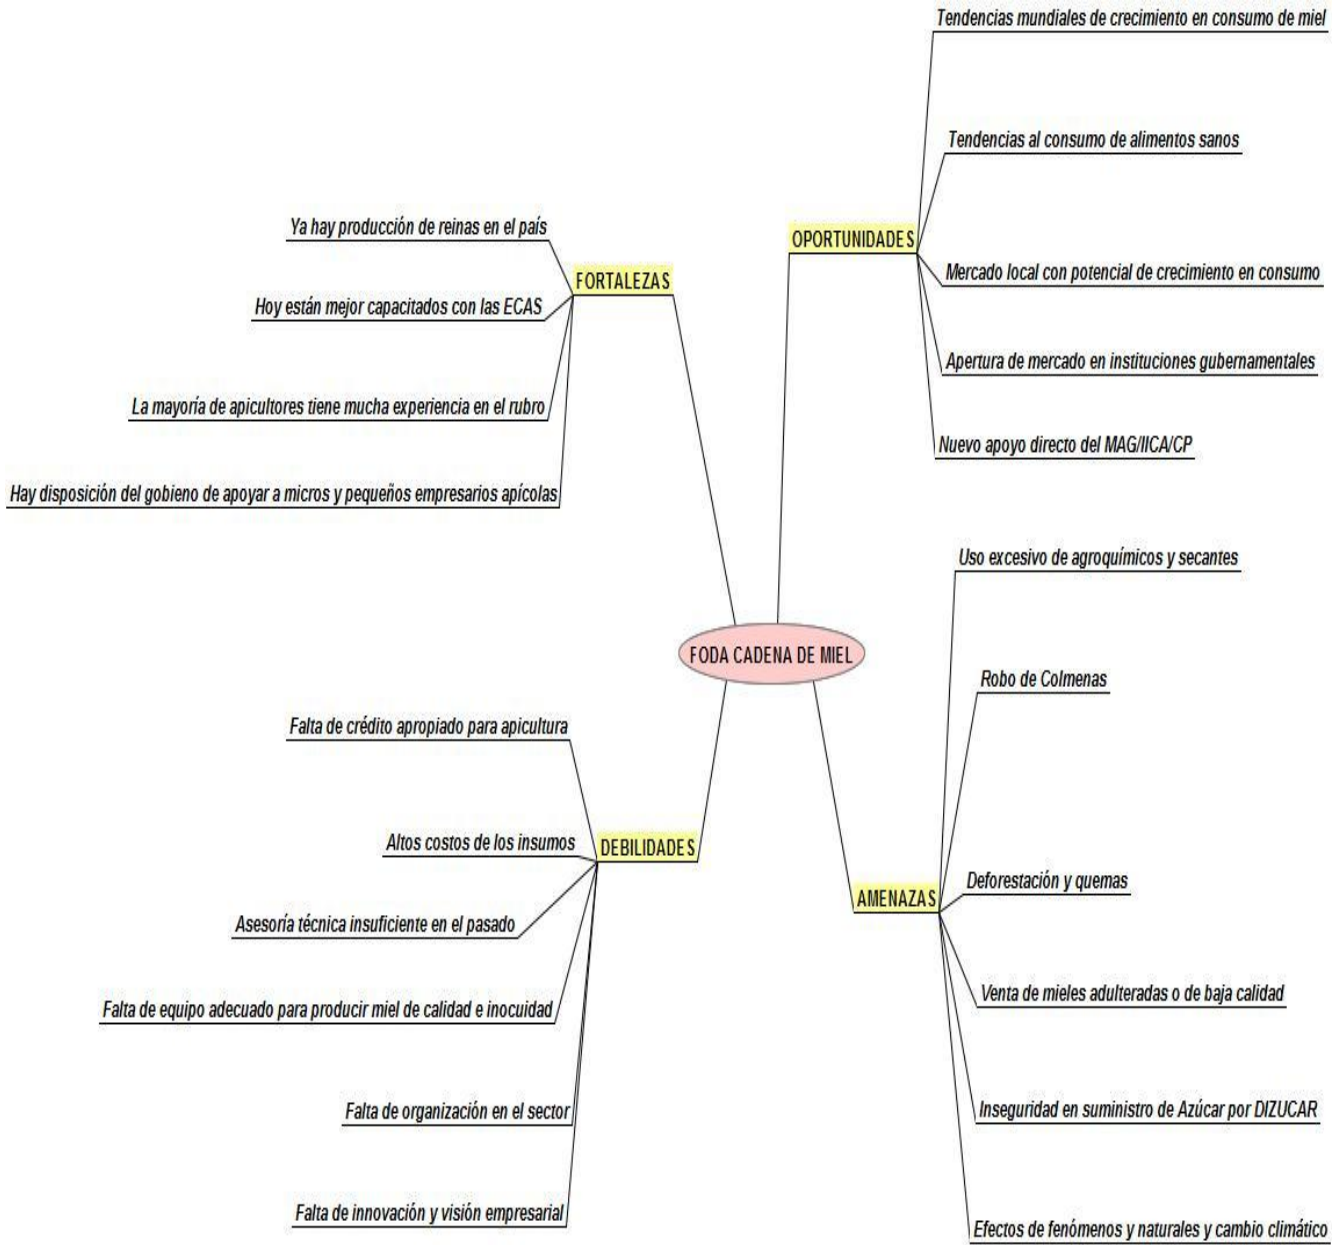 FODA CADENA DE MIEL
FORTALEZAS
Ya hay producción de reinas en el país
Hoy están mejor capacitados con las ECAS
La mayoría de apicultores tiene mucha experiencia en el rubro
Hay disposición del gobieno de apoyar a micros y pequeños empresarios apícolas
OPORTUNIDADES
Tendencias mundiales de crecimiento en consumo de miel
Tendencias al consumo de alimentos sanos
Mercado local con potencial de crecimiento en consumo
Apertura de mercado en instituciones gubernamentales
Nuevo apoyo directo del MAG/IICA/CP
DEBILIDADES
Falta de crédito apropiado para apicultura
Altos costos de los insumos
Asesoría técnica insuficiente en el pasado
Falta de equipo adecuado para producir miel de calidad e inocuidad
Falta de organización en el sector
Falta de innovación y visión empresarial
AMENAZAS
Uso excesivo de agroquímicos y secantes
Robo de Colmenas
Deforestación y quemas
Venta de mieles adulteradas o de baja calidad
Inseguridad en suministro de Azúcar por DIZUCAR
Efectos de fenómenos y naturales y cambio climático